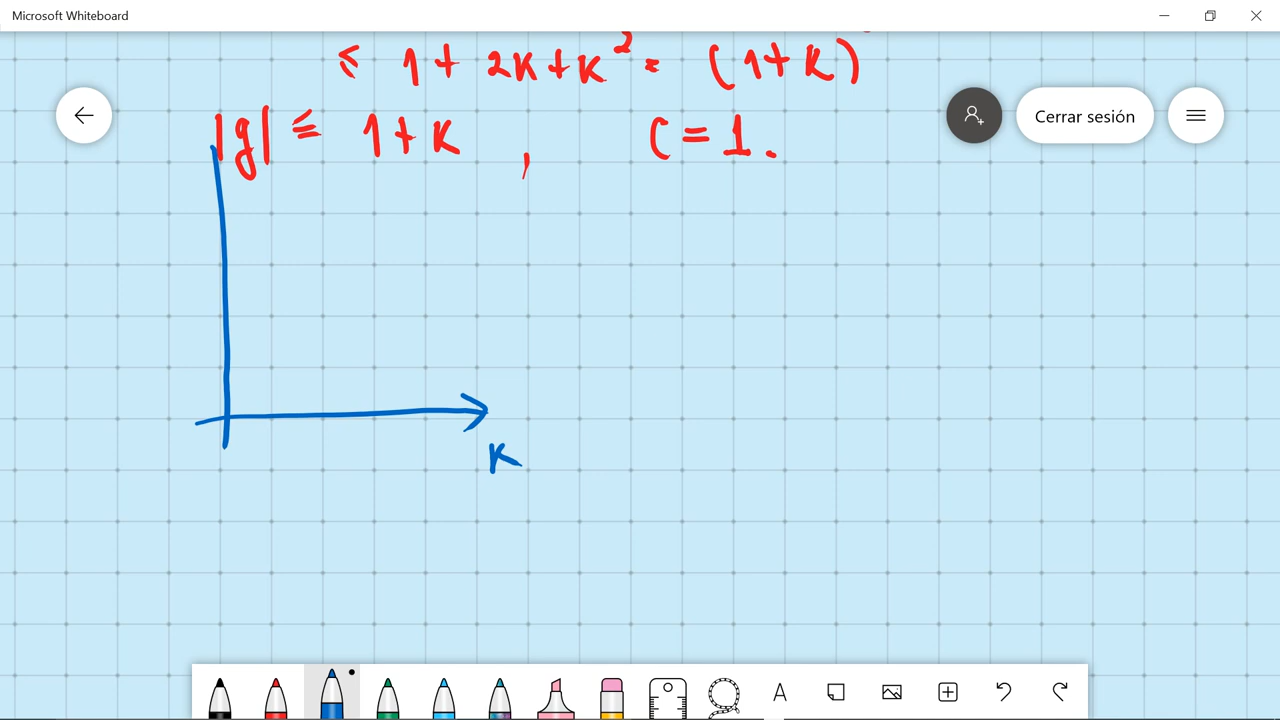 Microsoft Whiteboard
≤ 1 + 2k + k² = (1 + k)
|g| ≤ 1 + k , C = 1.
Cerrar sesión
k
A